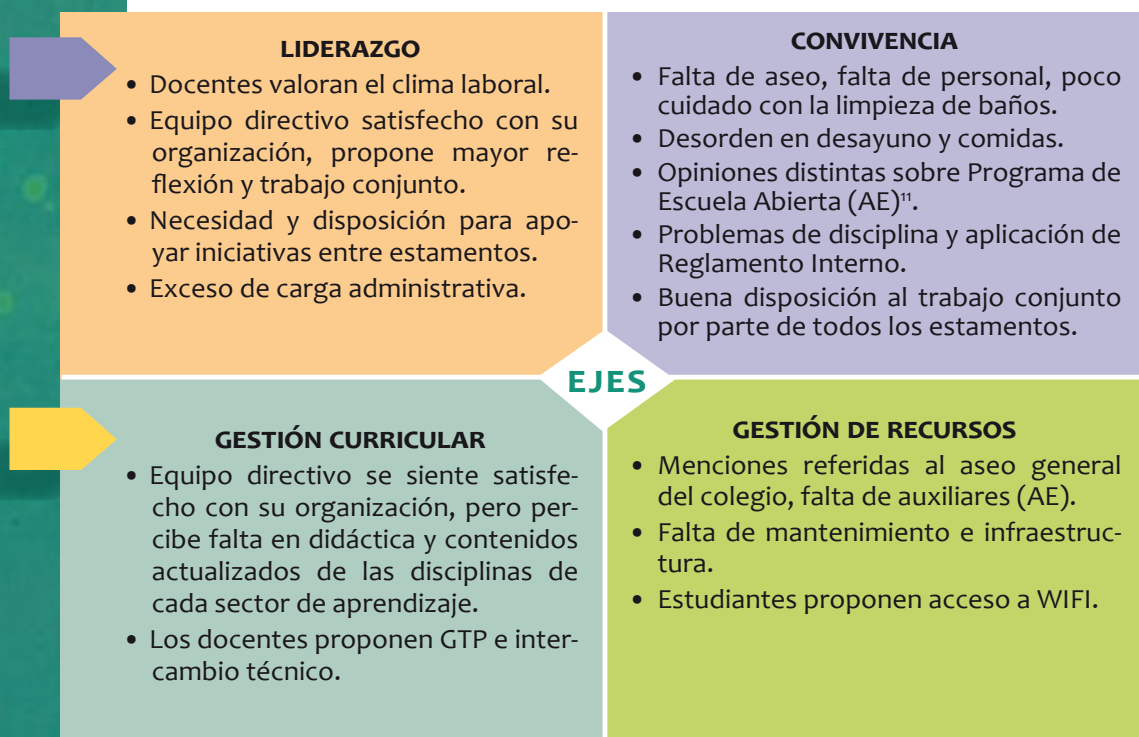 LIDERAZGO
• Docentes valoran el clima laboral.
• Equipo directivo satisfecho con su
organización, propone mayor re-
flexión y trabajo conjunto.
• Necesidad y disposición para apo-
yar iniciativas entre estamentos.
• Exceso de carga administrativa.
CONVIVENCIA
• Falta de aseo, falta de personal, poco
cuidado con la limpieza de baños.
• Desorden en desayuno y comidas.
• Opiniones distintas sobre Programa de
Escuela Abierta (AE)¹¹.
• Problemas de disciplina y aplicación de
Reglamento Interno.
• Buena disposición al trabajo conjunto
por parte de todos los estamentos.
EJES
GESTIÓN CURRICULAR
• Equipo directivo se siente satisfe-
cho con su organización, pero per-
cibe falta en didáctica y contenidos
actualizados de las disciplinas de
cada sector de aprendizaje.
• Los docentes proponen GTP e inter-
cambio técnico.
GESTIÓN DE RECURSOS
• Menciones referidas al aseo general
del colegio, falta de auxiliares (AE).
• Falta de mantenimiento e infraestruc-
tura.
• Estudiantes proponen acceso a WIFI.